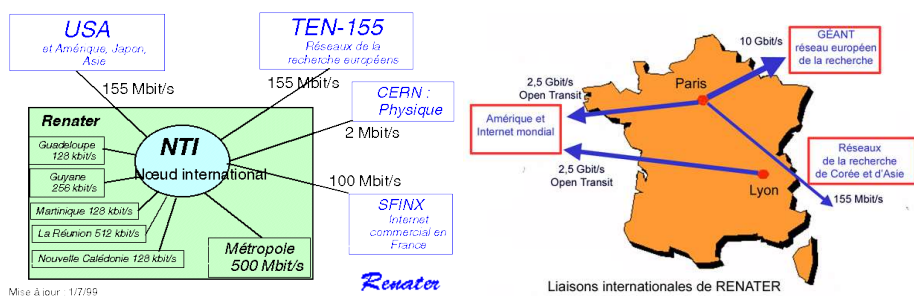 USA
et Amérique, Japon,
Asie
TEN-155
Réseaux de la
recherche européens
155 Mbit/s
155 Mbit/s
CERN :
Physique
2 Mbit/s
Renater
NTI
Nœud international
Guadeloupe
128 kbit/s
Guyane
256 kbit/s
Martinique 128 kbit/s
La Réunion 512 kbit/s
Nouvelle Calédonie 128 kbit/s
100 Mbit/s
SFINX
Internet
commercial en
France
Métropole
500 Mbit/s
Renater
Mise à jour : 1/7/99
10 Gbit/s
GÉANT
réseau européen
de la recherche
2,5 Gbit/s
Open Transit
Paris
Amérique et
Internet mondial
Réseaux
de la recherche
de Corée et d'Asie
2,5 Gbit/s
Open Transit
Lyon
155 Mbit/s
Liaisons internationales de RENATER